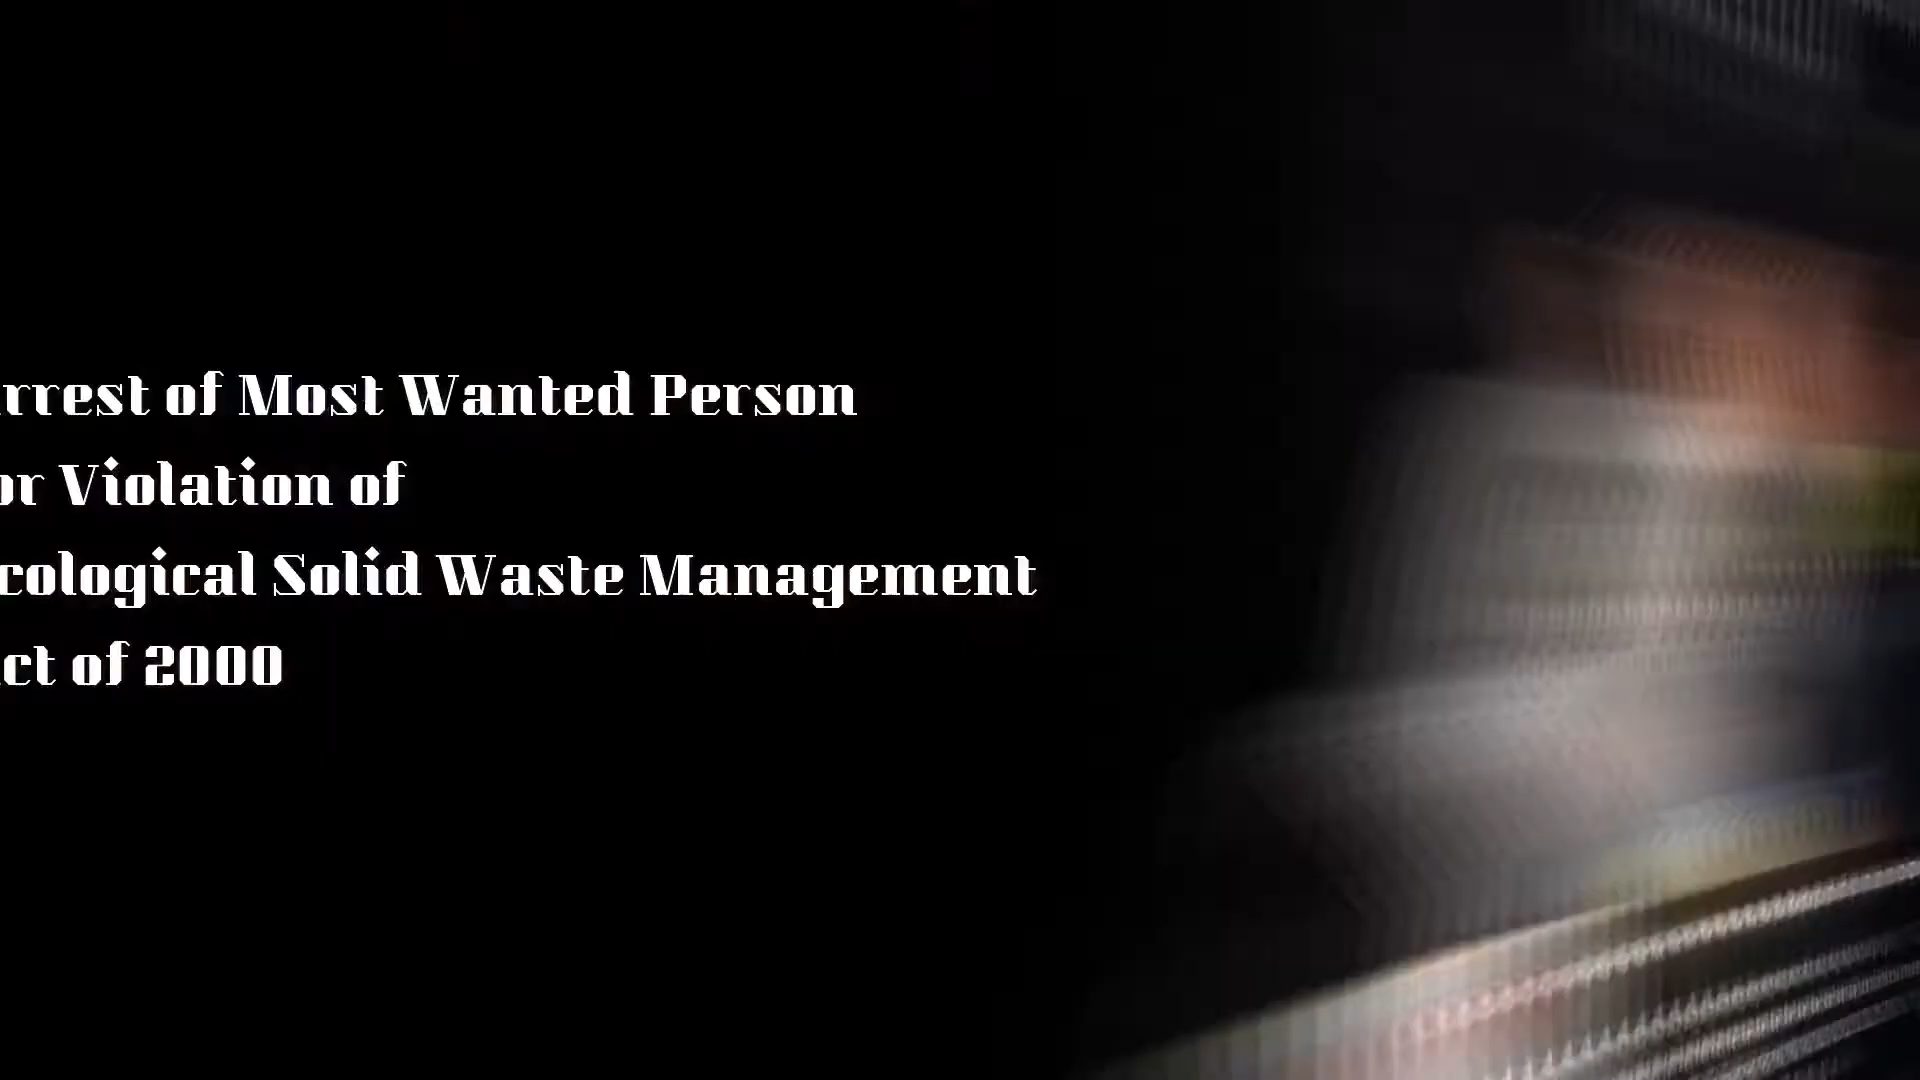 rrest of Most Wanted Person
or Violation of
cological Solid Waste Management
ct of 2000